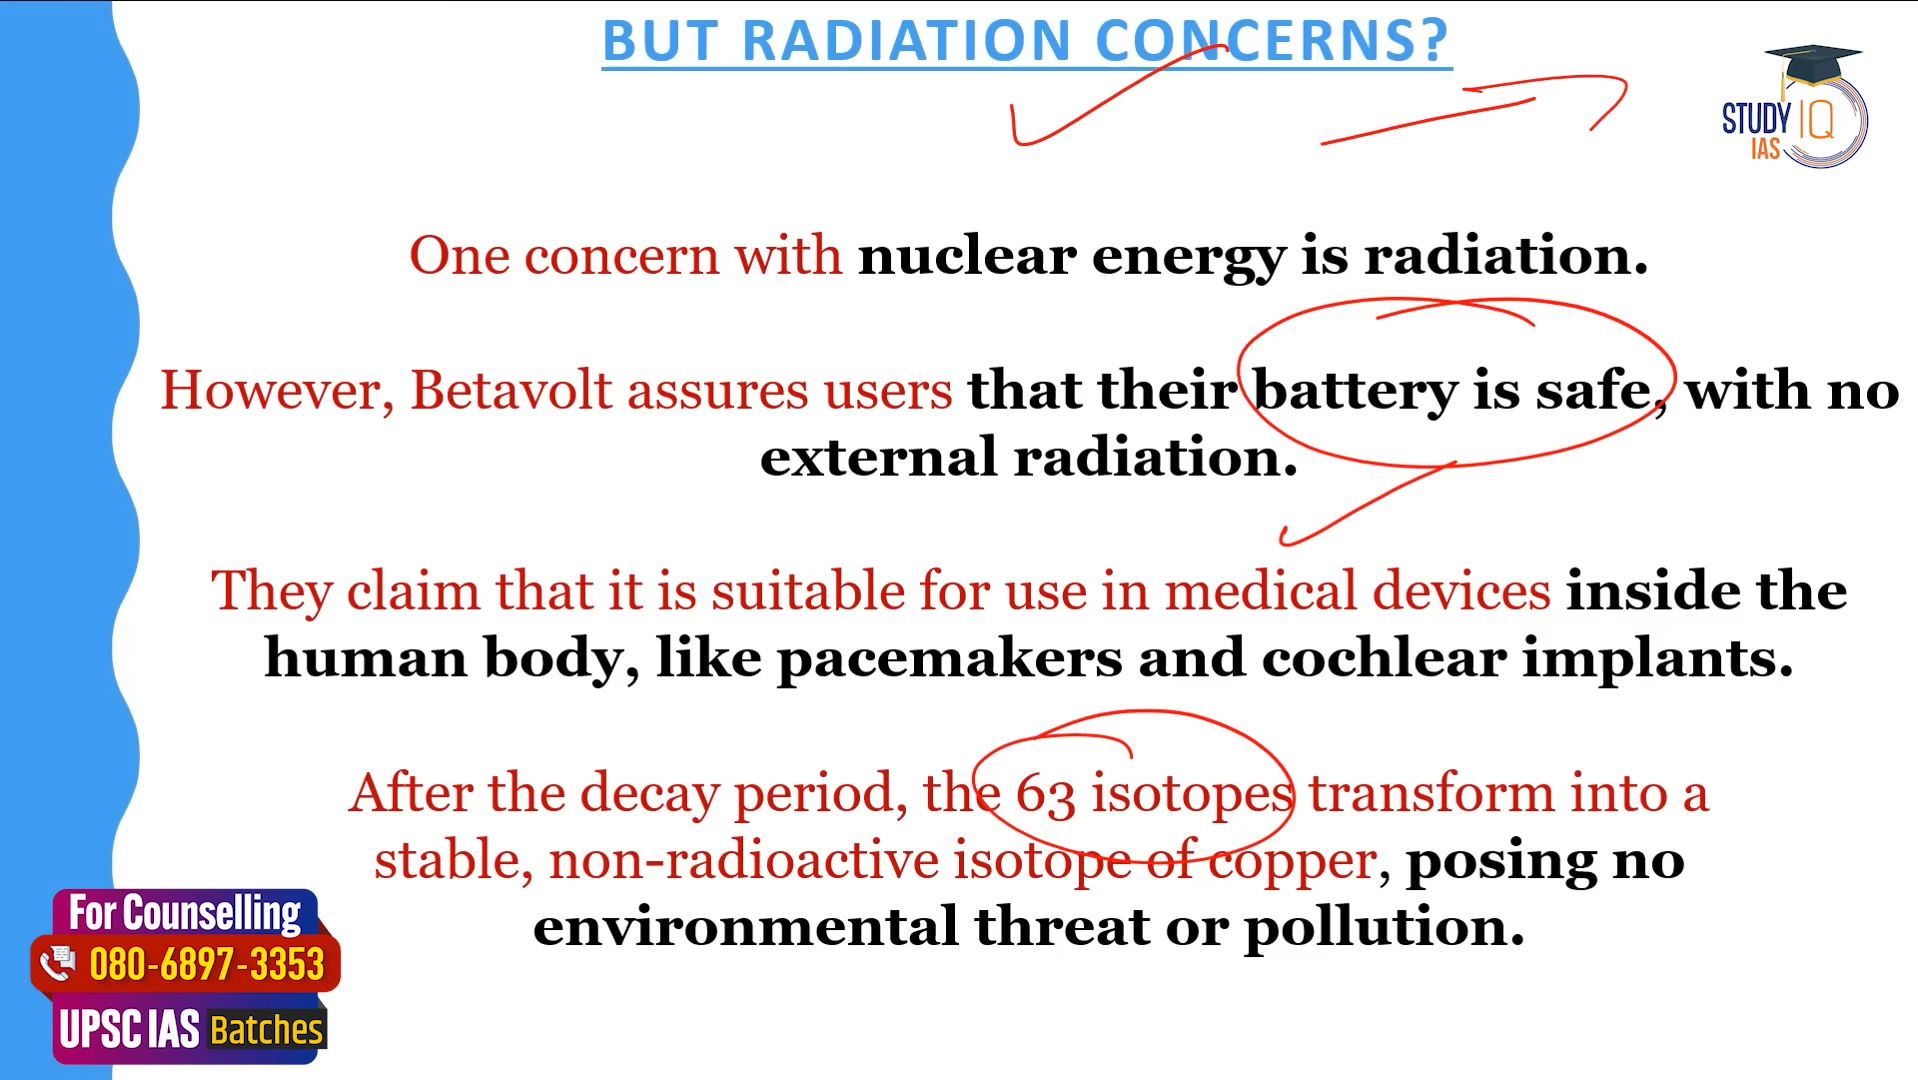 BUT RADIATION CONCERNS?
STUDY IQ
IAS
One concern with nuclear energy is radiation.
However, Betavolt assures users that their battery is safe, with no
external radiation.
They claim that it is suitable for use in medical devices inside the
human body, like pacemakers and cochlear implants.
After the decay period, the 63 isotopes transform into a
stable, non-radioactive isotope of copper, posing no
environmental threat or pollution.
For Counselling
080-6897-3353
UPSC IAS Batches